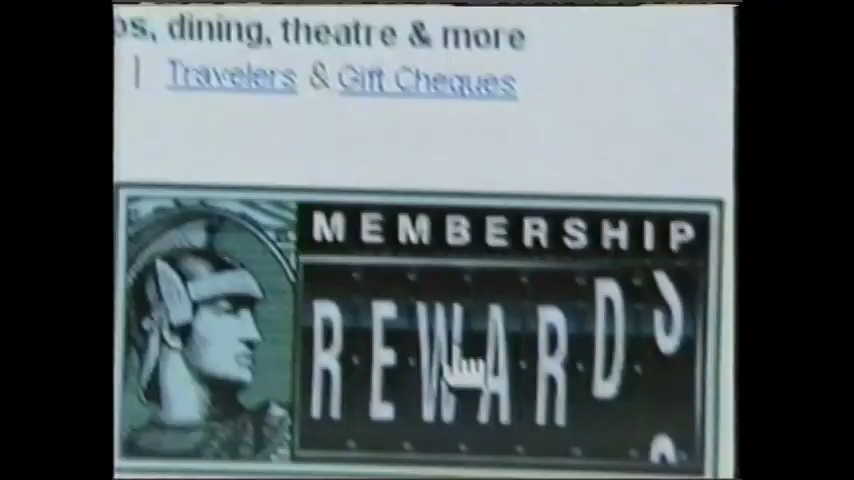 os, dining, theatre & more
| Travelers & Gift Cheques
MEMBERSHIP
REWARDS